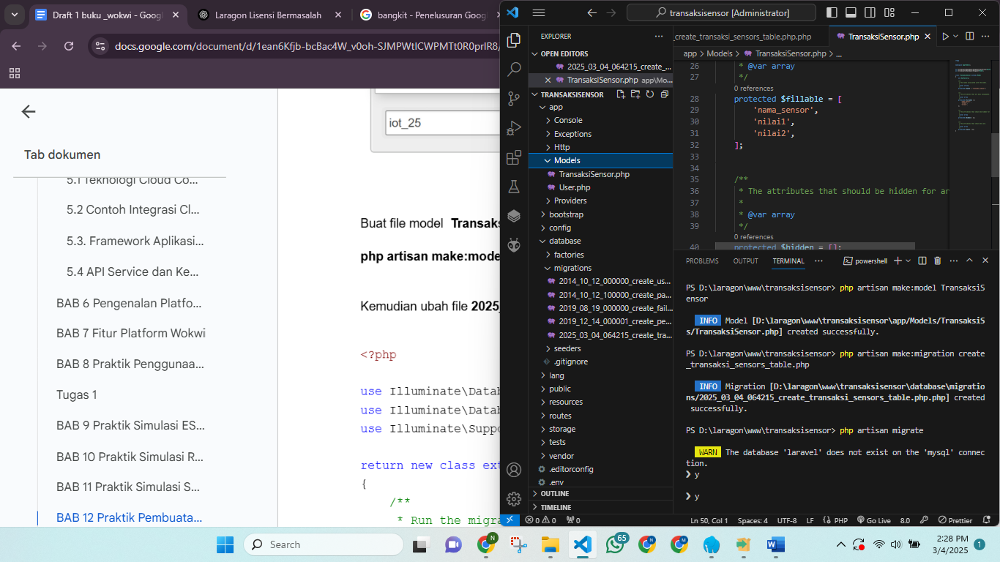 Draft 1 buku _wokwi - Googl
Laragon Lisensi Bermasalah
bangkit - Penelusuran Googl
docs.google.com/document/d/1ean6Kfjb-bcBac4W_v0oh-SJMPWtICWPMTt0R0prIR8/
Tab dokumen
5.1 Teknologi Cloud Co...
5.2 Contoh Integrasi Cl...
5.3. Framework Aplikasi...
5.4 API Service dan Ke...
BAB 6 Pengenalan Platfo...
BAB 7 Fitur Platform Wokwi
BAB 8 Praktik Penggunaa...
Tugas 1
BAB 9 Praktik Simulasi ES...
BAB 10 Praktik Simulasi R...
BAB 11 Praktik Simulasi S...
BAB 12 Praktik Pembuata...
iot_25
Buat file model Transaks
php artisan make:mode
Kemudian ubah file 2025_
<?php
use Illuminate\Datab
use Illuminate\Datab
use Illuminate\Suppo
return new class ext
{
/**
* Run the migra
transaksisensor [Administrator]
EXPLORER
OPEN EDITORS
2025_03_04_064215_create_...
TransaksiSensor.php app\Mo...
TRANSAKSISENSOR
app
Console
Exceptions
Http
Models
TransaksiSensor.php
User.php
Providers
bootstrap
config
database
factories
migrations
2014_10_12_000000_create_us...
2014_10_12_100000_create_pa...
2019_08_19_000000_create_fail...
2019_12_14_000001_create_pe...
2025_03_04_064215_create_tra...
seeders
.gitignore
lang
public
resources
routes
storage
tests
vendor
.editorconfig
.env
OUTLINE
TIMELINE
_create_transaksi_sensors_table.php.php
TransaksiSensor.php
app > Models > TransaksiSensor.php > ...
26 * @var array
27 */
0 references
28 protected $fillable = [
29 'nama_sensor',
30 'nilai1',
31 'nilai2',
32 ];
33
34
35 /**
36 * The attributes that should be hidden for ar
37 *
38 * @var array
39 */
0 references
40 protected $hidden = [];
PROBLEMS OUTPUT TERMINAL ... powershell
PS D:\laragon\www\transaksisensor> php artisan make:model TransaksiS
ensor
INFO Model [D:\laragon\www\transaksisensor\app/Models/TransaksiS
s/TransaksiSensor.php] created successfully.
PS D:\laragon\www\transaksisensor> php artisan make:migration create
_transaksi_sensors_table.php
INFO Migration [D:\laragon\www\transaksisensor\database\migratio
ns/2025_03_04_064215_create_transaksi_sensors_table.php.php] created
successfully.
PS D:\laragon\www\transaksisensor> php artisan migrate
WARN The database 'laravel' does not exist on the 'mysql' connec
tion.
❯ y
❯ y
0 0 0 Ln 50, Col 1 Spaces: 4 UTF-8 LF PHP Go Live 8.0 Prettier
Search
65
2:28 PM
3/4/2025
1